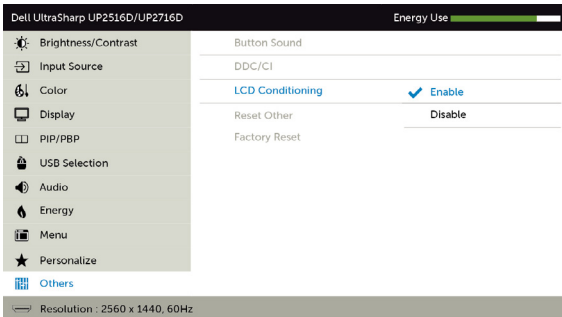 Dell UltraSharp UP2516D/UP2716D Energy Use
Brightness/Contrast Button Sound
Input Source DDC/CI
Color LCD Conditioning Enable
Display Reset Other Disable
PIP/PBP Factory Reset
USB Selection
Audio
Energy
Menu
Personalize
Others
Resolution : 2560 x 1440, 60Hz